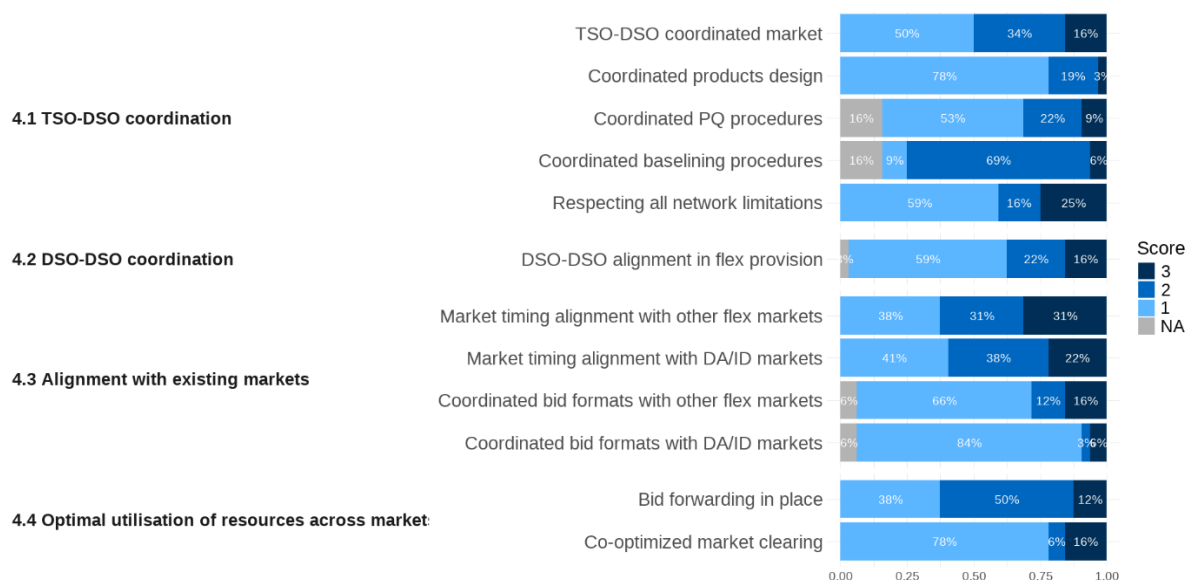 TSO-DSO coordinated market
50% 34% 16%
Coordinated products design
78% 19% 3%
4.1 TSO-DSO coordination
Coordinated PQ procedures
16% 53% 22% 9%
Coordinated baselining procedures
16% 9% 69% 6%
Respecting all network limitations
59% 16% 25%
4.2 DSO-DSO coordination
DSO-DSO alignment in flex provision
3% 59% 22% 16%
Score
3
2
1
NA
Market timing alignment with other flex markets
38% 31% 31%
Market timing alignment with DA/ID markets
41% 38% 22%
4.3 Alignment with existing markets
Coordinated bid formats with other flex markets
6% 66% 12% 16%
Coordinated bid formats with DA/ID markets
6% 84% 3% 6%
Bid forwarding in place
38% 50% 12%
4.4 Optimal utilisation of resources across market
Co-optimized market clearing
78% 6% 16%
0.00 0.25 0.50 0.75 1.00